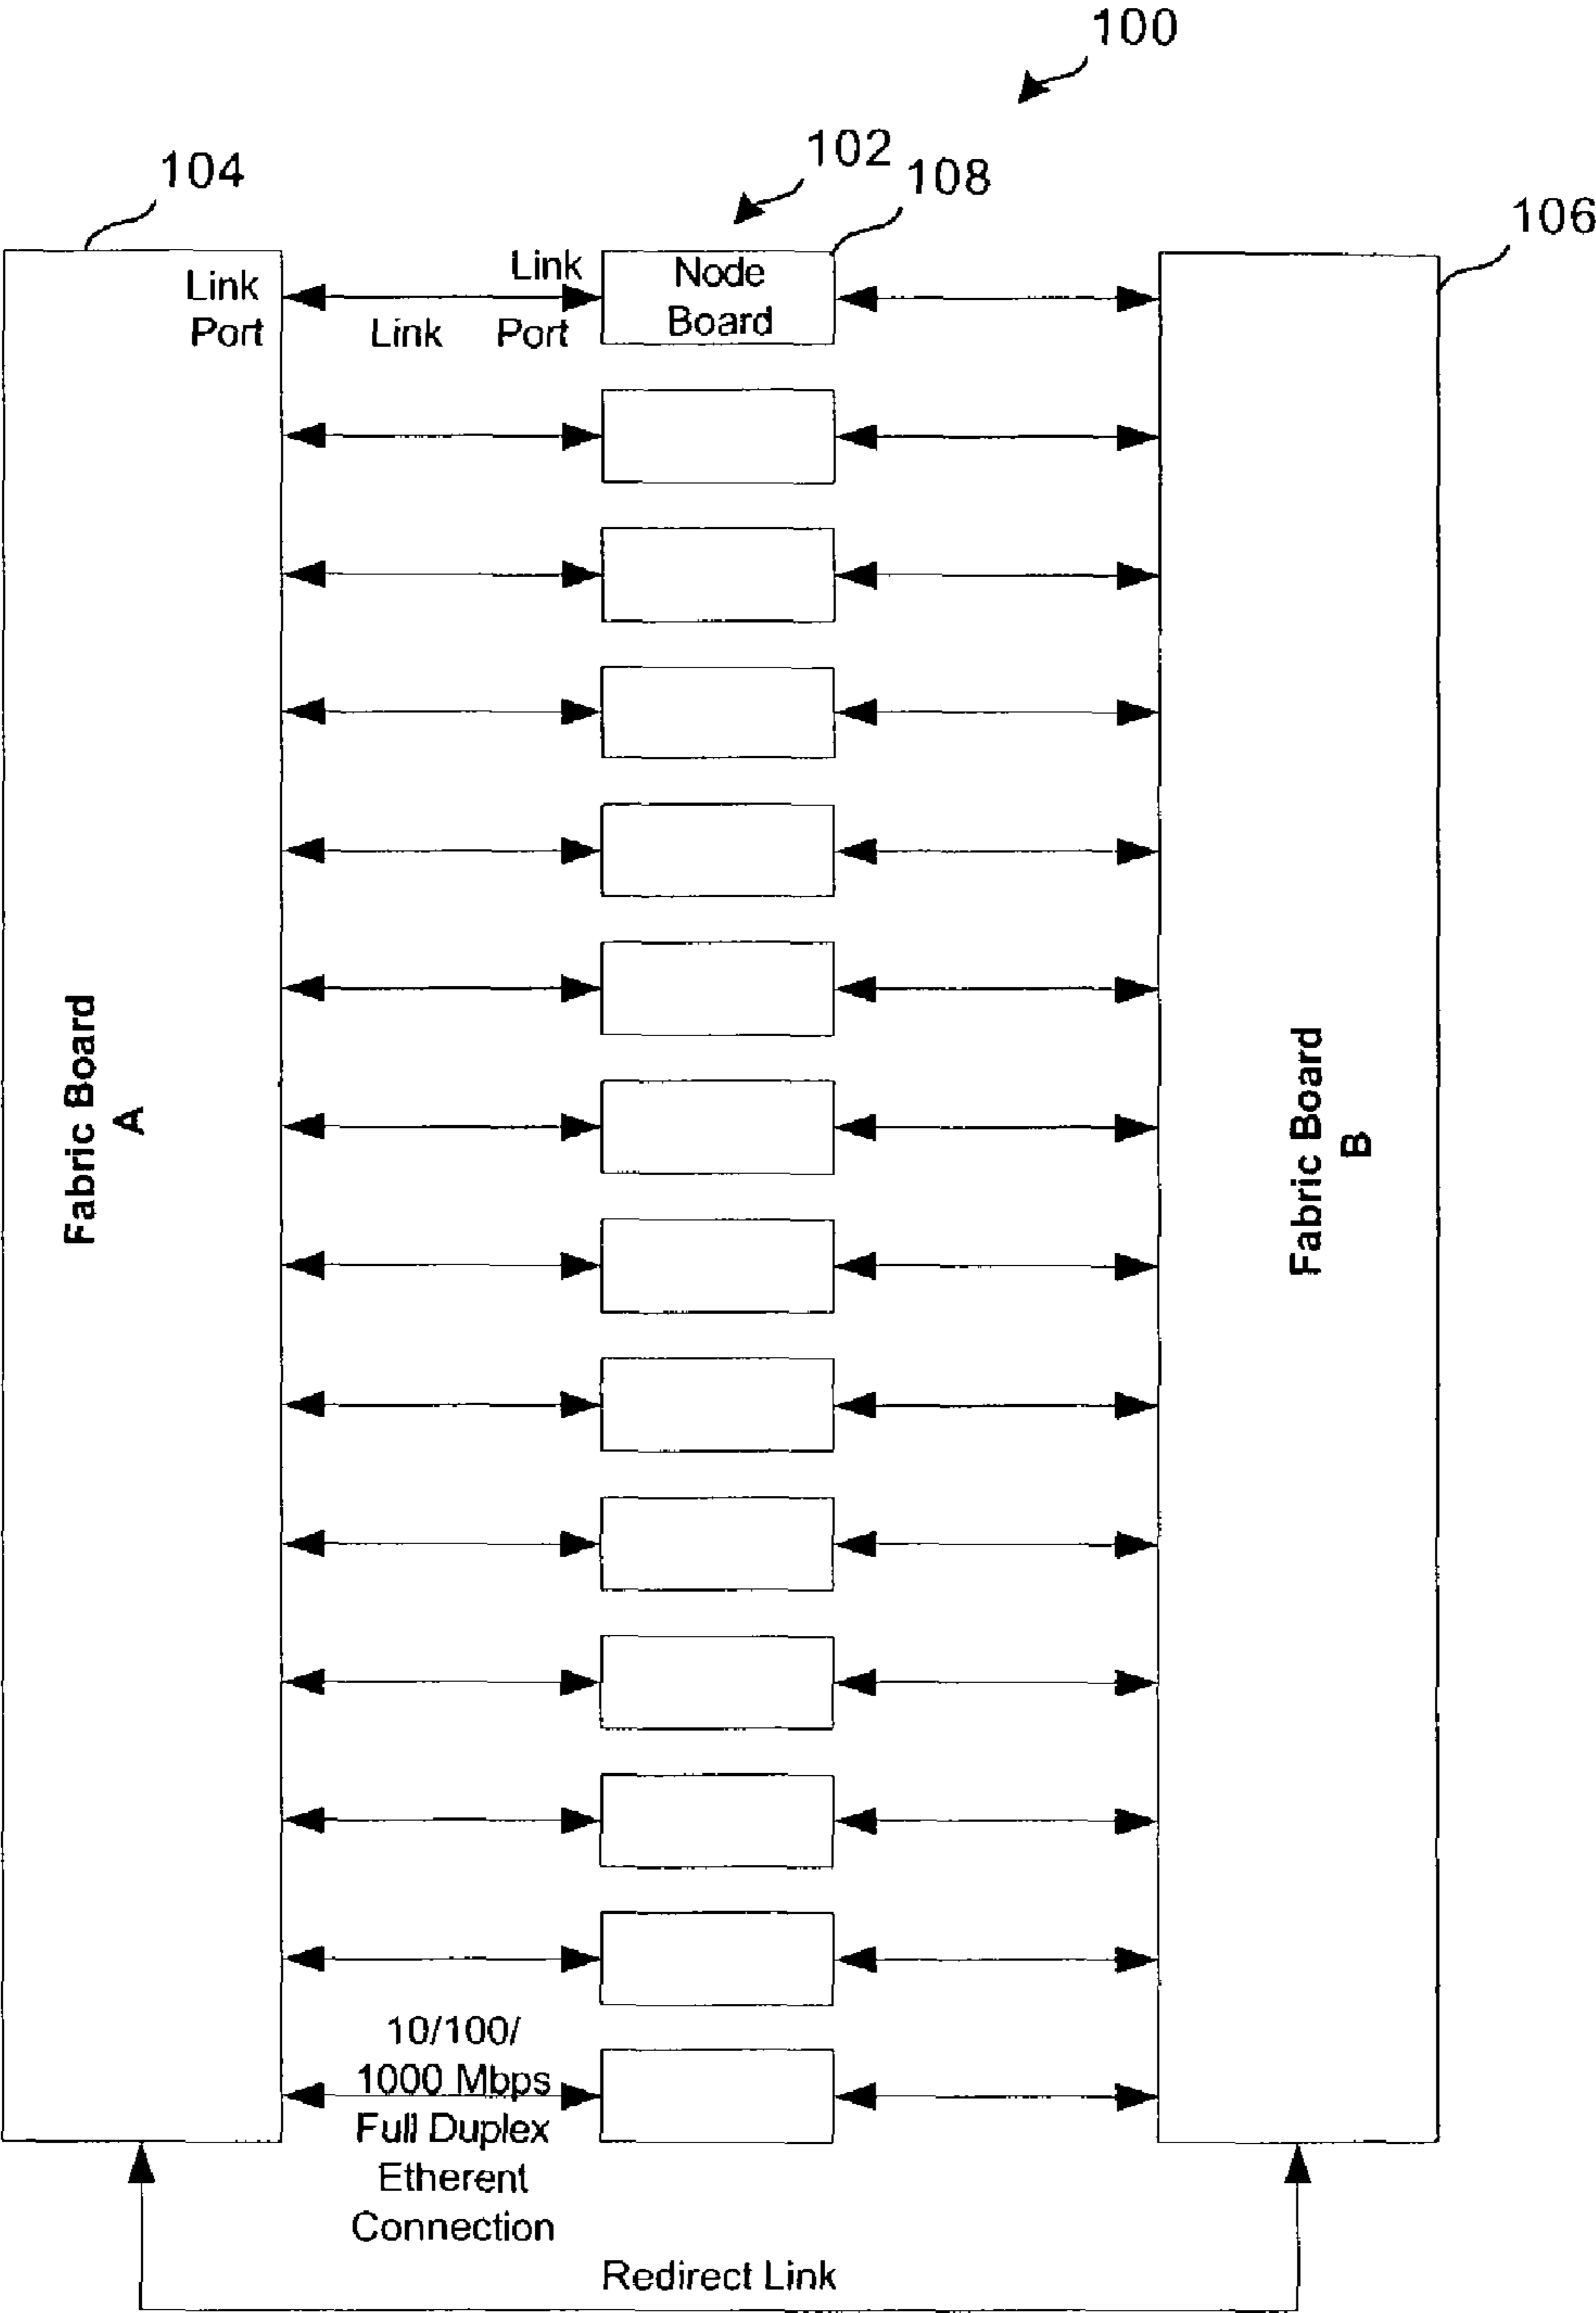 100
102
108
104
106
Link
Port
Link
Link
Port
Node
Board
Fabric Board
A
Fabric Board
B
10/100/
1000 Mbps
Full Duplex
Etherent
Connection
Redirect Link